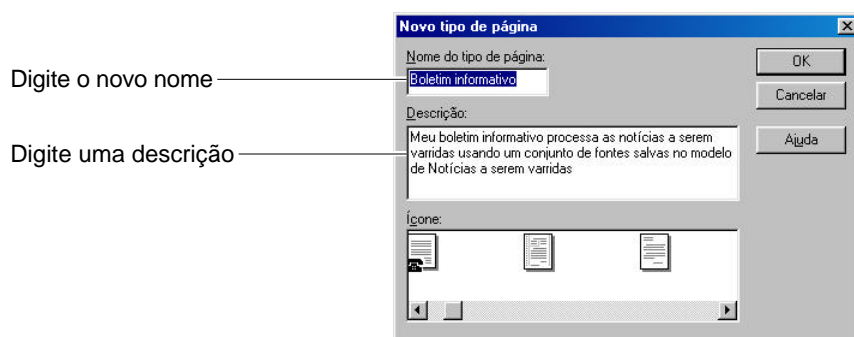 Novo tipo de página
Nome do tipo de página:
OK
Digite o novo nome
Boletim informativo
Cancelar
Descrição:
Digite uma descrição
Meu boletim informativo processa as notícias a serem
varridas usando um conjunto de fontes salvas no modelo
de Notícias a serem varridas
Ajuda
Ícone: